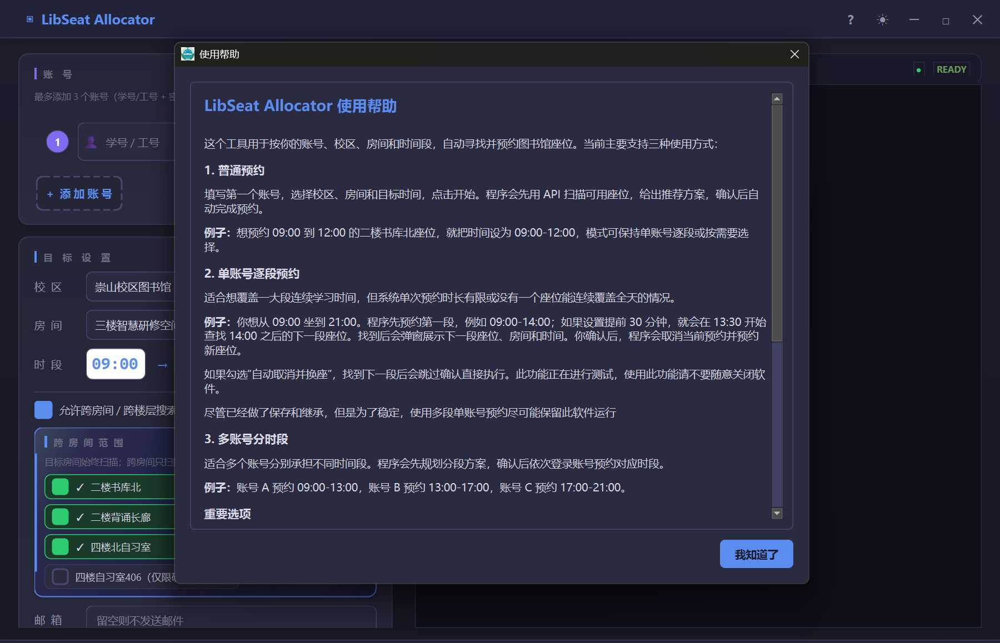 LibSeat Allocator
?
使用帮助
账 号
READY
最多添加 3 个账号（学号/工号 +
1
学号 / 工号
+ 添加账号
目 标 设 置
校 区
崇山校区图书馆
房 间
三楼智慧研修空间
时 段
09:00 →
允许跨房间 / 跨楼层搜索
跨 房 间 范 围
目标房间始终扫描；跨房间只扫
✓ 二楼书库北
✓ 二楼背诵长廊
✓ 四楼北自习室
四楼自习室406（仅限
邮 箱
留空则不发送邮件
LibSeat Allocator 使用帮助
这个工具用于按你的账号、校区、房间和时间段，自动寻找并预约图书馆座位。当前主要支持三种使用方式：
1. 普通预约
填写第一个账号，选择校区、房间和目标时间，点击开始。程序会先用 API 扫描可用座位，给出推荐方案，确认后自
动完成预约。
例子：想预约 09:00 到 12:00 的二楼书库北座位，就把时间设为 09:00-12:00，模式可保持单账号逐段或按需要选
择。
2. 单账号逐段预约
适合想覆盖一大段连续学习时间，但系统单次预约时长有限或没有一个座位能连续覆盖全天的情况。
例子：你想从 09:00 坐到 21:00。程序先预约第一段，例如 09:00-14:00；如果设置提前 30 分钟，就会在 13:30 开始
查找 14:00 之后的下一段座位。找到后会弹窗展示下一段座位、房间和时间。你确认后，程序会取消当前预约并预约
新座位。
如果勾选“自动取消并换座”，找到下一段后会跳过确认直接执行。此功能正在进行测试，使用此功能请不要随意关闭软
件。
尽管已经做了保存和继承，但是为了稳定，使用多段单账号预约尽可能保留此软件运行
3. 多账号分时段
适合多个账号分别承担不同时间段。程序会先规划分段方案，确认后依次登录账号预约对应时段。
例子：账号 A 预约 09:00-13:00，账号 B 预约 13:00-17:00，账号 C 预约 17:00-21:00。
重要选项
我知道了